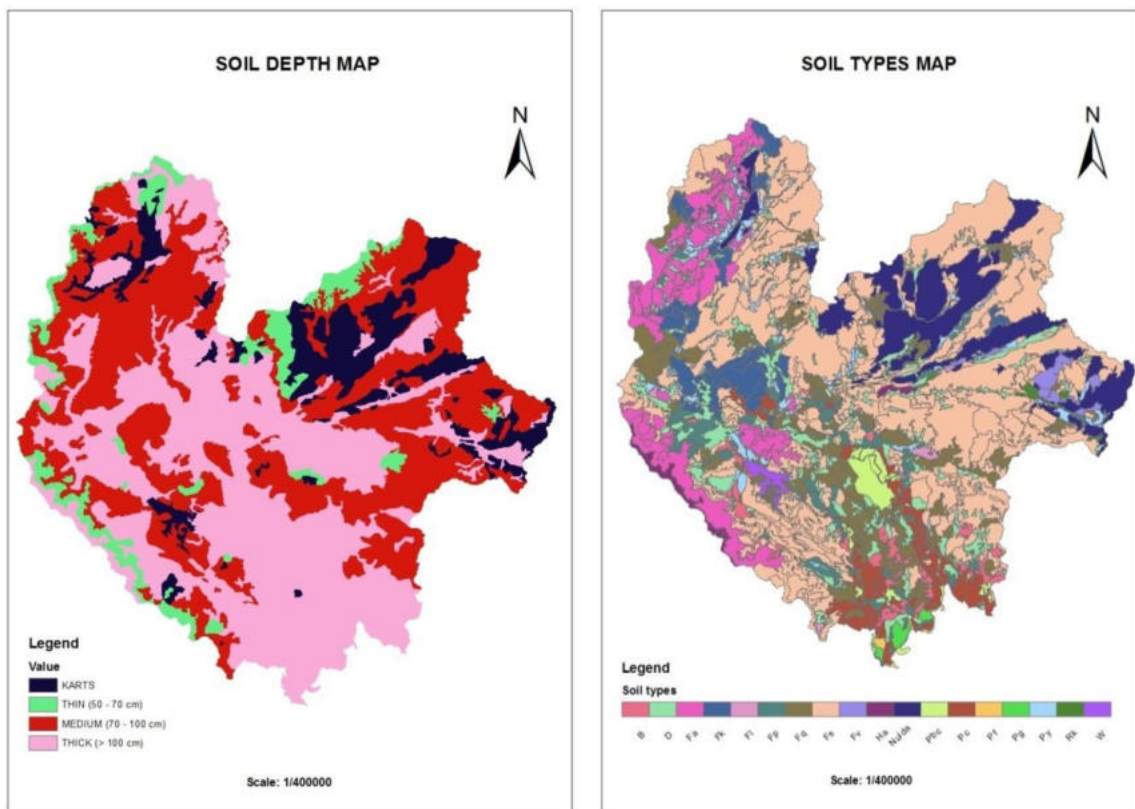 SOIL DEPTH MAP
N
Legend
Value
KARTS
THIN (50 - 70 cm)
MEDIUM (70 - 100 cm)
THICK (> 100 cm)
Scale: 1/400000
SOIL TYPES MAP
N
Legend
Soil types
B D Fa Fk Fl Fp Fq Fs Fv Ha Nuida Pbc Pc Pf Pg Py Rk W
Scale: 1/400000